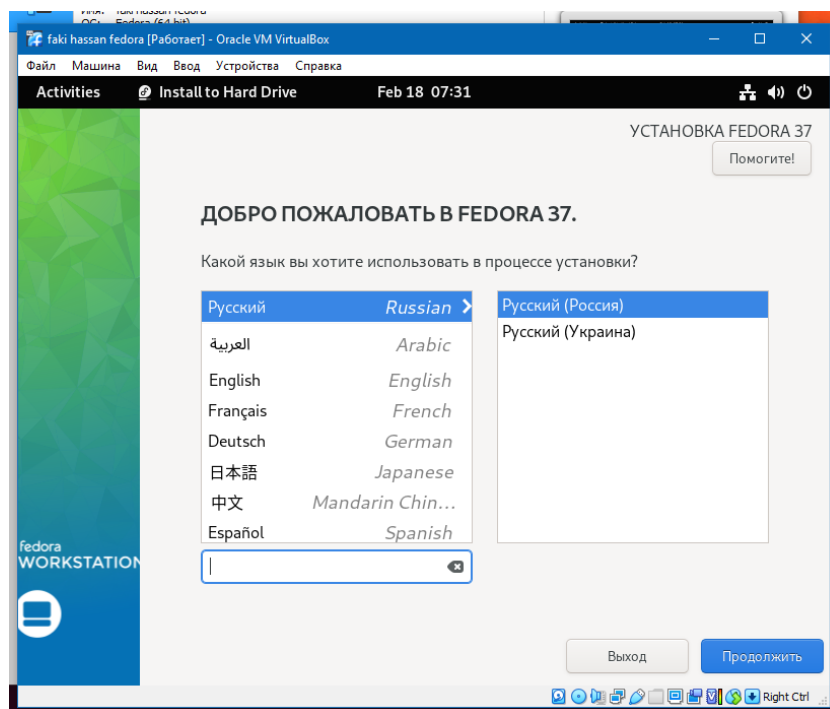 faki hassan fedora [Работает] - Oracle VM VirtualBox
Файл Машина Вид Ввод Устройства Справка
Activities Install to Hard Drive Feb 18 07:31
УСТАНОВКА FEDORA 37
Помогите!
ДОБРО ПОЖАЛОВАТЬ В FEDORA 37.
Какой язык вы хотите использовать в процессе установки?
Русский Russian Русский (Россия)
العربية Arabic Русский (Украина)
English English
Français French
Deutsch German
日本語 Japanese
中文 Mandarin Chin...
Español Spanish
fedora
WORKSTATION
Выход Продолжить
Right Ctrl